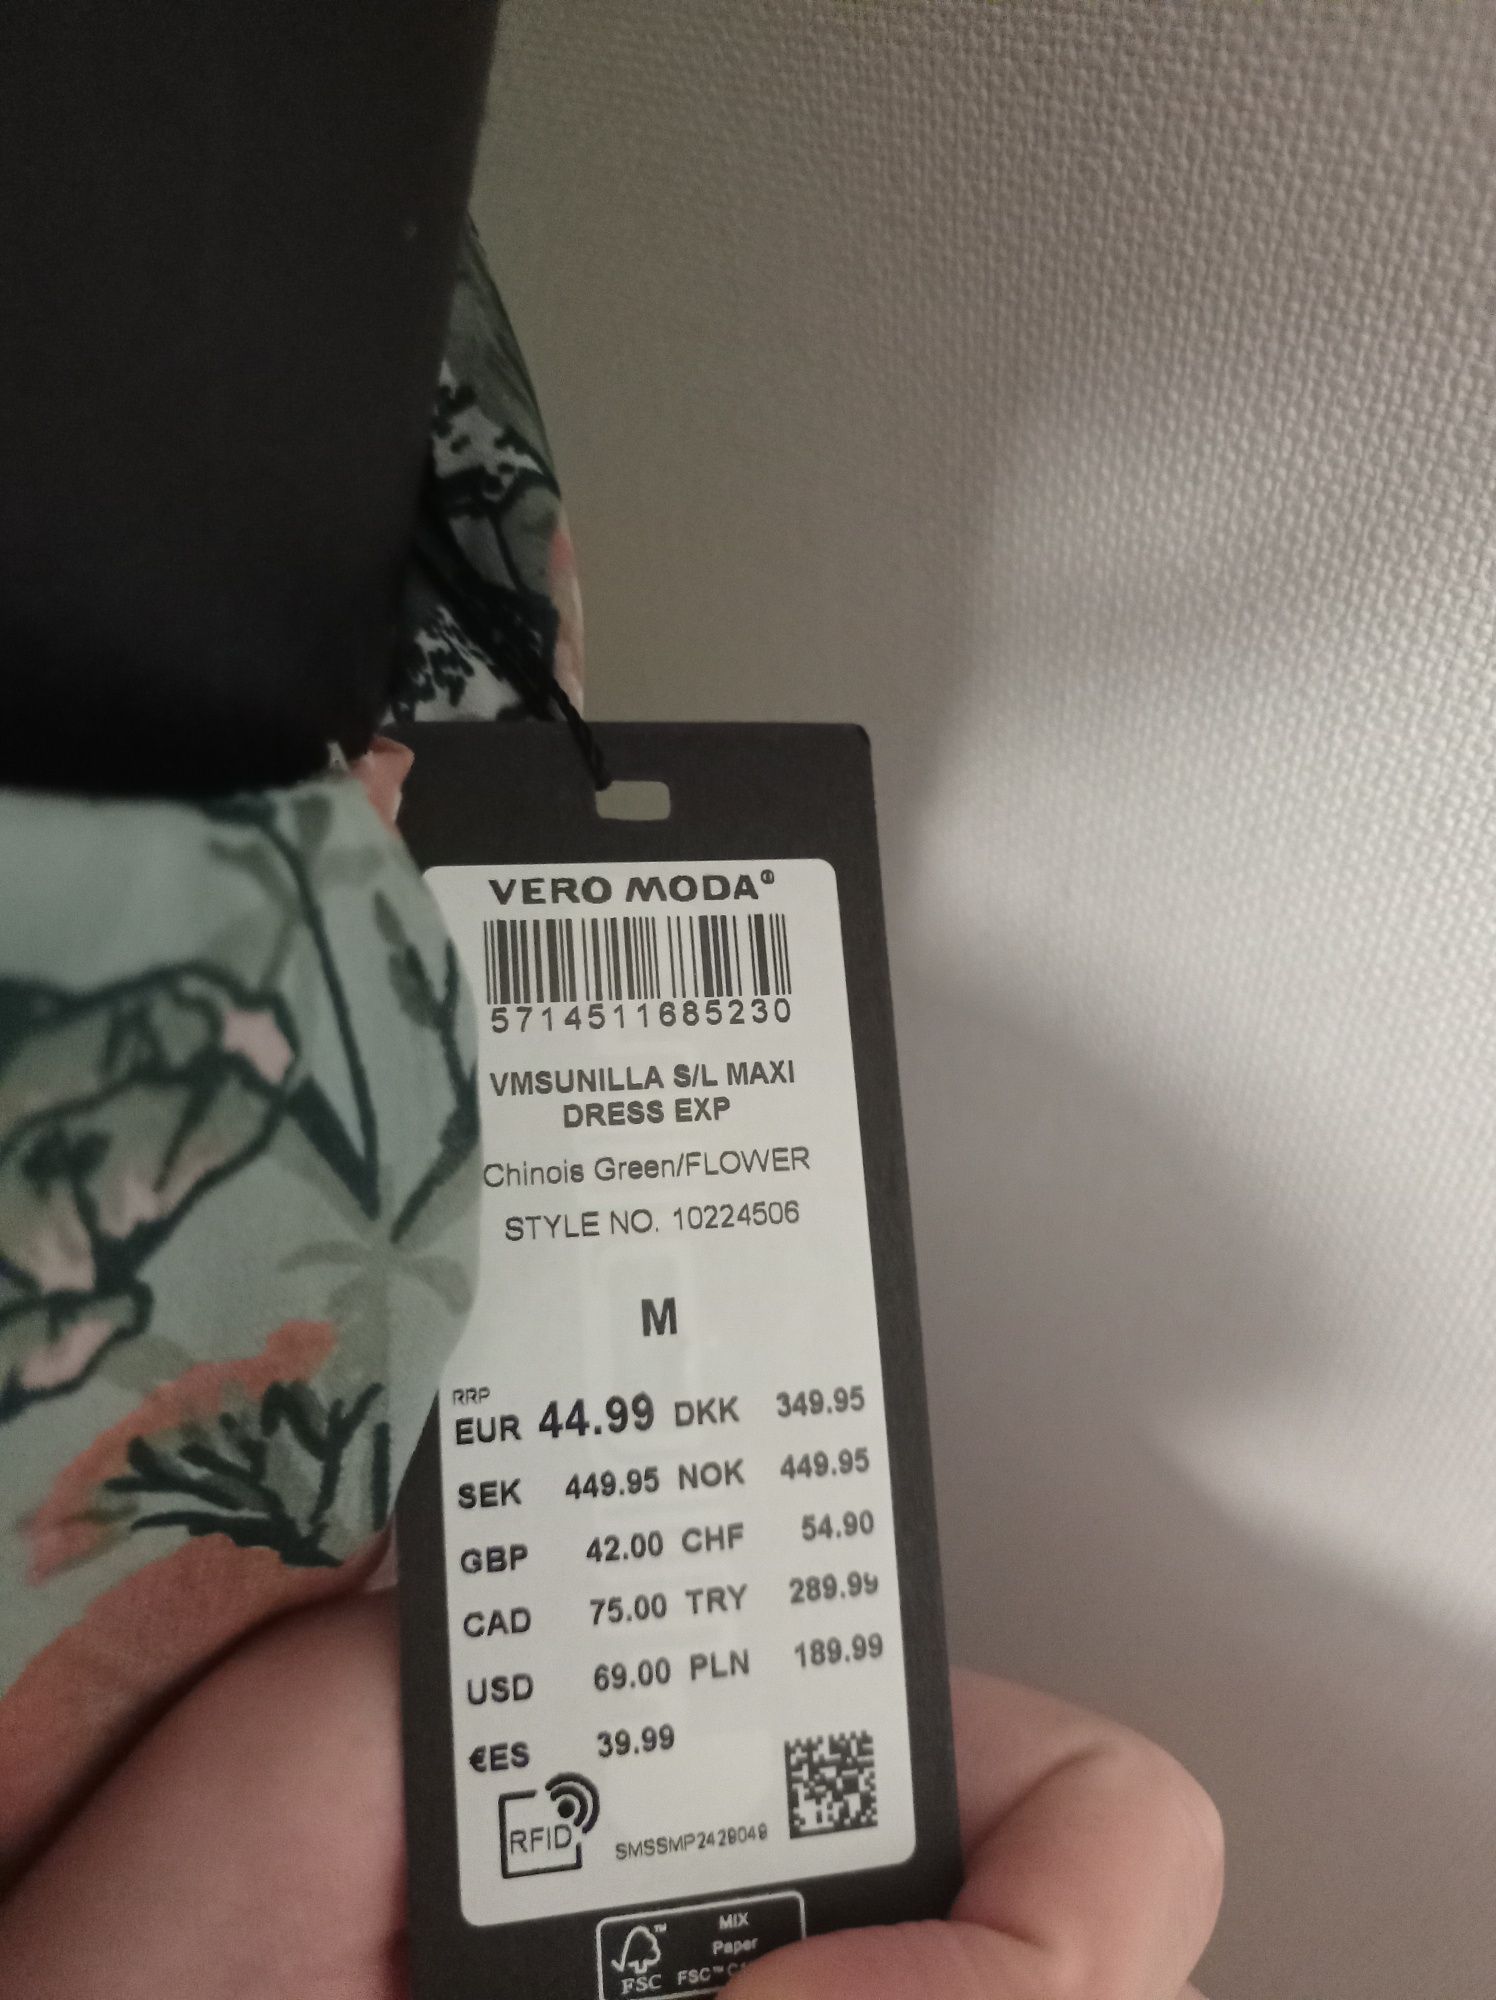 VERO MODA®
5714511685230
VMSUNILLA S/L MAXI
DRESS EXP
Chinois Green/FLOWER
STYLE NO. 10224506
M
RRP
EUR 44.99 DKK 349.95
SEK 449.95 NOK 449.95
GBP 42.00 CHF 54.90
CAD 75.00 TRY 289.99
USD 69.00 PLN 189.99
€ES 39.99
RFID
SMSSMP2428048
MIX
Paper
FSC™
FSC